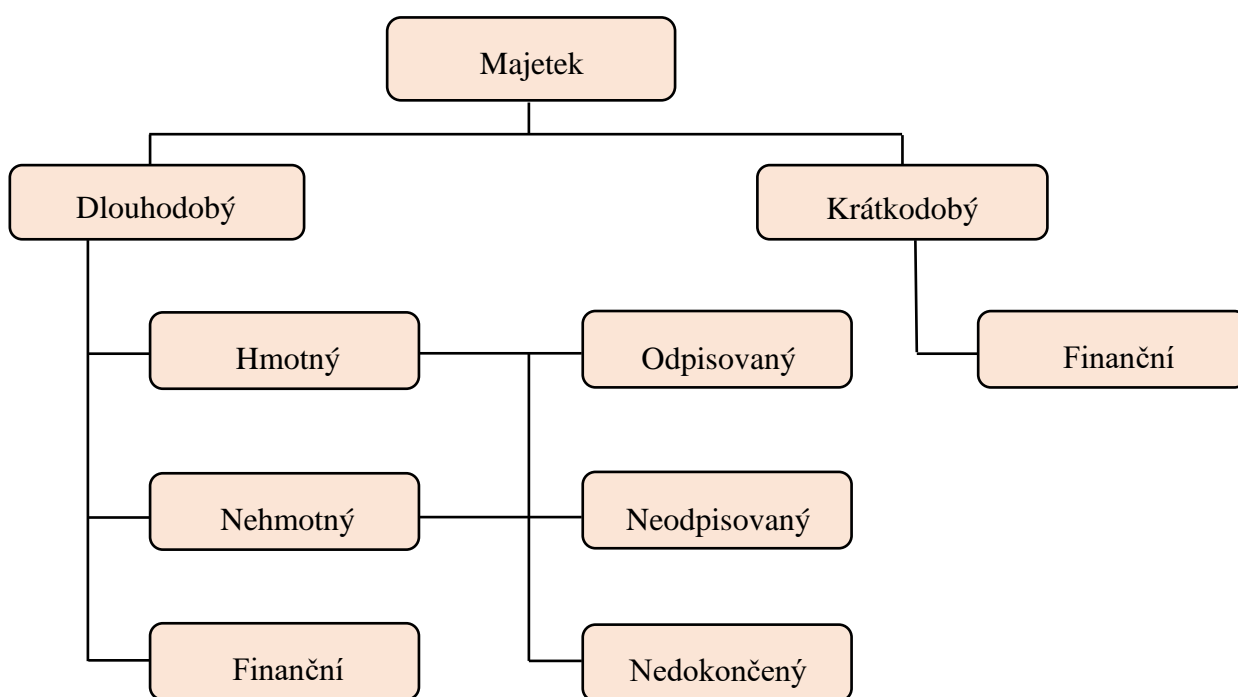 Majetek
Dlouhodobý
Krátkodobý
Hmotný
Odpisovaný
Finanční
Nehmotný
Neodpisovaný
Finanční
Nedokončený